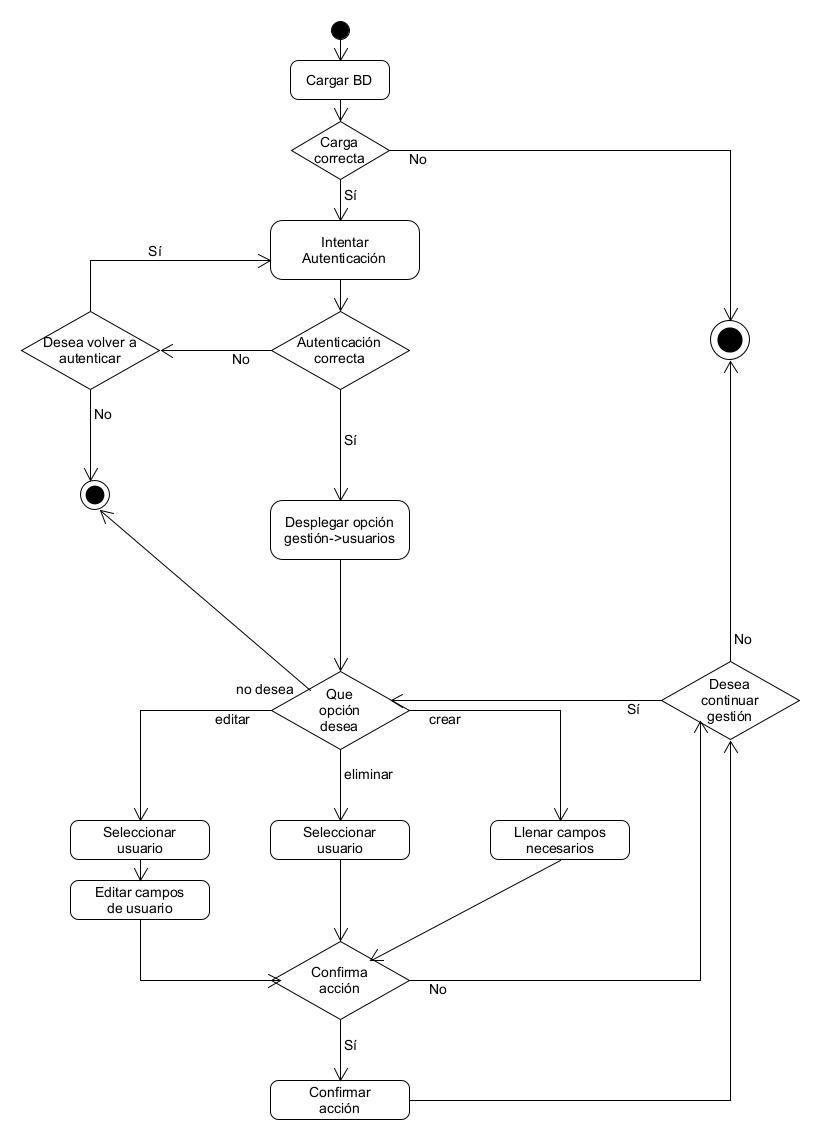 Cargar BD
Carga
correcta
No
Sí
Intentar
Autenticación
Sí
Desea volver a
autenticar
Autenticación
correcta
No
No
Sí
Desplegar opción
gestión->usuarios
No
no desea
Que
opción
desea
Desea
continuar
gestión
Sí
editar
crear
eliminar
Seleccionar
usuario
Seleccionar
usuario
Llenar campos
necesarios
Editar campos
de usuario
Confirma
acción
No
Sí
Confirmar
acción